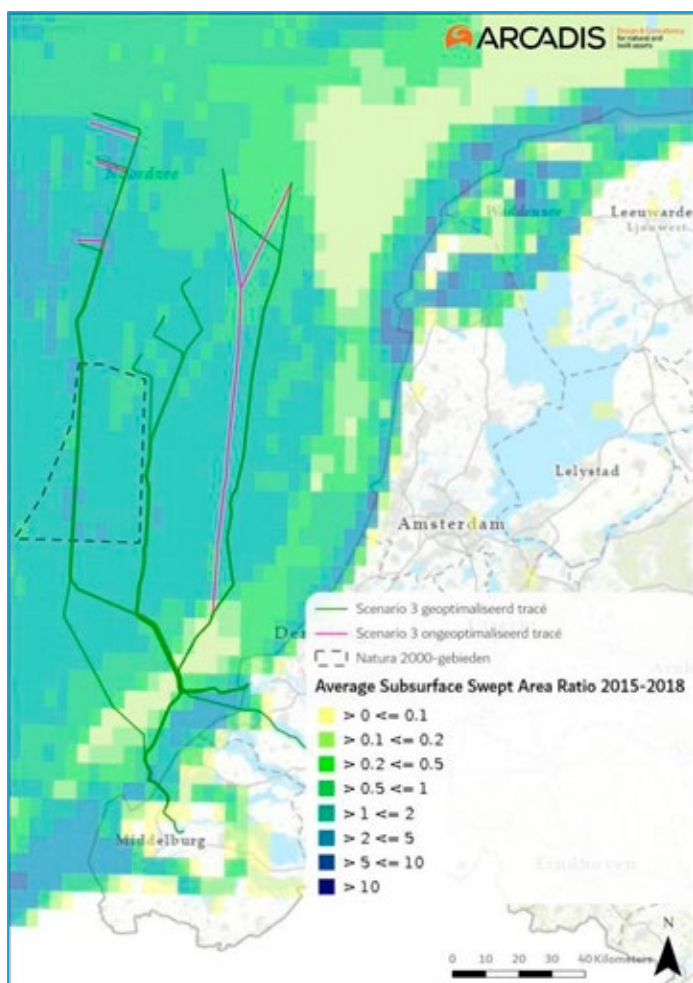 ARCADIS
Design & Consultancy
for natural and
built assets
Noordzee
Waddenzee
Leeuwarde
Ljouwert
Lelystad
Amsterdam
Scenario 3 geoptimaliseerd tracé
Scenario 3 ongeoptimaliseerd tracé
Natura 2000-gebieden
Average Subsurface Swept Area Ratio 2015-2018
> 0 <= 0.1
> 0.1 <= 0.2
> 0.2 <= 0.5
> 0.5 <= 1
> 1 <= 2
> 2 <= 5
> 5 <= 10
> 10
Middelburg
Eindhoven
N
0 10 20 30 40 Kilometers